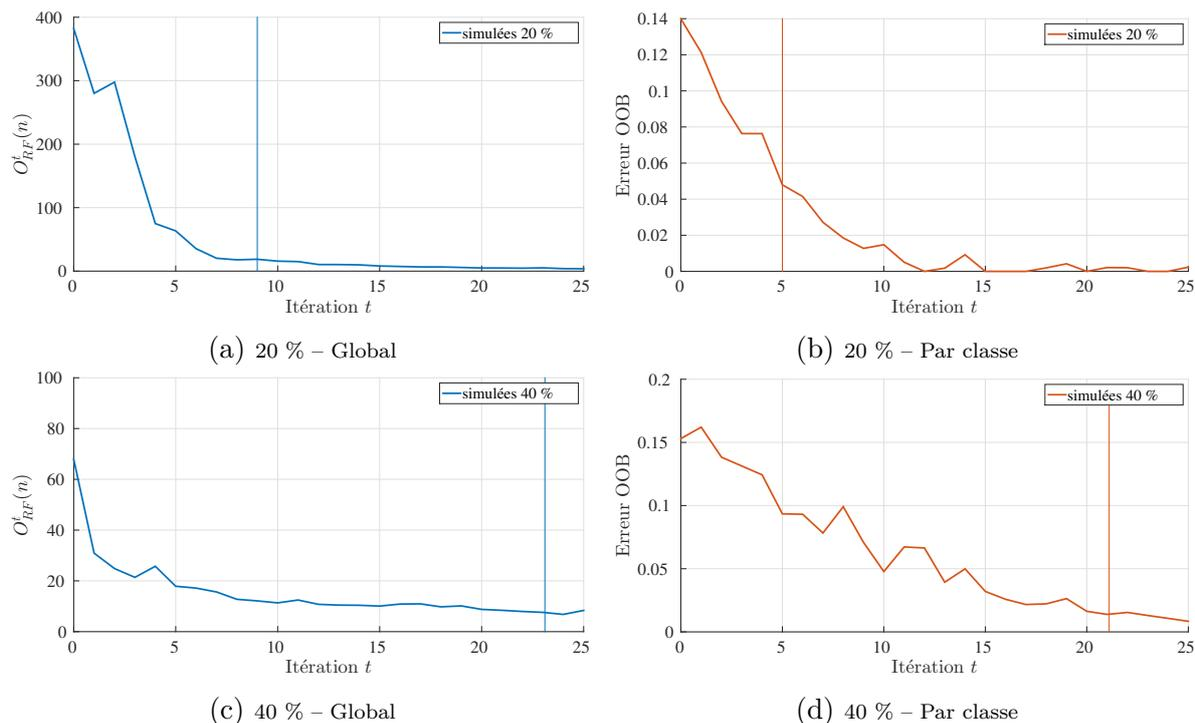 400
300
200
100
0
O^t_RF(n)
simulées 20 %
0 5 10 15 20 25
Itération t
(a) 20 % – Global
0.14
0.12
0.1
0.08
0.06
0.04
0.02
0
Erreur OOB
simulées 20 %
0 5 10 15 20 25
Itération t
(b) 20 % – Par classe
100
80
60
40
20
0
O^t_RF(n)
simulées 40 %
0 5 10 15 20 25
Itération t
(c) 40 % – Global
0.2
0.15
0.1
0.05
0
Erreur OOB
simulées 40 %
0 5 10 15 20 25
Itération t
(d) 40 % – Par classe